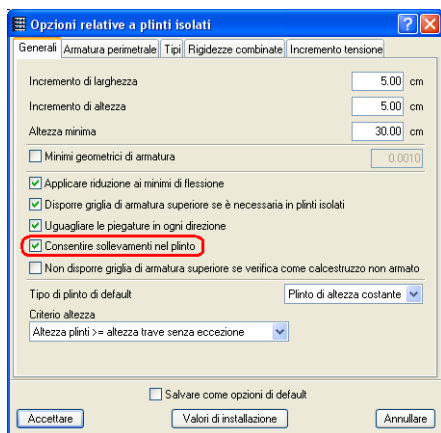 Opzioni relative a plinti isolati
Generali Armatura perimetrale Tipi Rigidezze combinate Incremento tensione
Incremento di larghezza 5.00 cm
Incremento di altezza 5.00 cm
Altezza minima 30.00 cm
Minimi geometrici di armatura 0.0010
Applicare riduzione ai minimi di flessione
Disporre griglia di armatura superiore se è necessaria in plinti isolati
Uguagliare le piegature in ogni direzione
Consentire sollevamenti nel plinto
Non disporre griglia di armatura superiore se verifica come calcestruzzo non armato
Tipo di plinto di default Plinto di altezza costante
Criterio altezza
Altezza plinti >= altezza trave senza eccezione
Salvare come opzioni di default
Accettare Valori di installazione Annullare